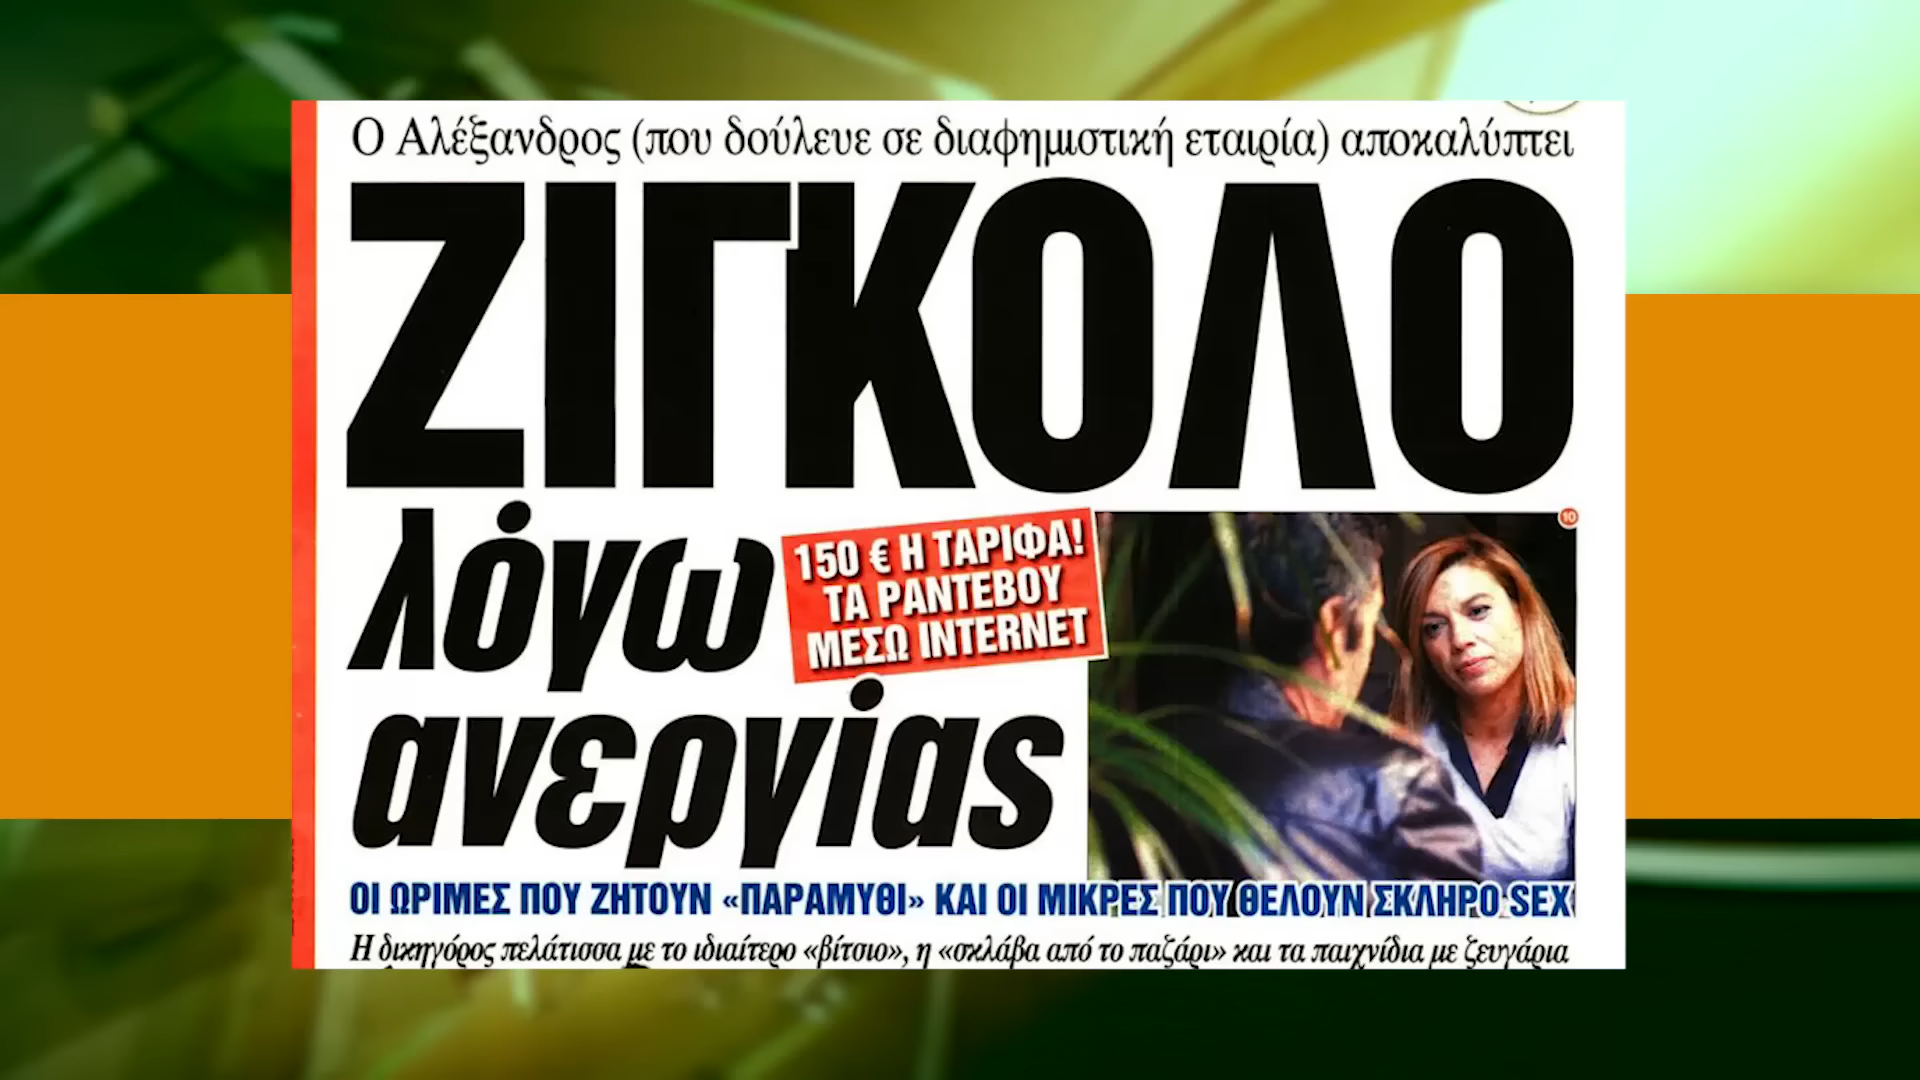 Ο Αλέξανδρος (που δούλευε σε διαφημιστική εταιρία) αποκαλύπτει
ΖΙΓΚΟΛΟ
λόγω
ανεργίας
150 € Η ΤΑΡΙΦΑ!
ΤΑ ΡΑΝΤΕΒΟΥ
ΜΕΣΩ INTERNET
10
ΟΙ ΩΡΙΜΕΣ ΠΟΥ ΖΗΤΟΥΝ «ΠΑΡΑΜΥΘΙ» ΚΑΙ ΟΙ ΜΙΚΡΕΣ ΠΟΥ ΘΕΛΟΥΝ ΣΚΛΗΡΟ SEX
Η δικηγόρος πελάτισσα με το ιδιαίτερο «βίτσιο», η «σκλάβα από το παζάρι» και τα παιχνίδια με ζευγάρια